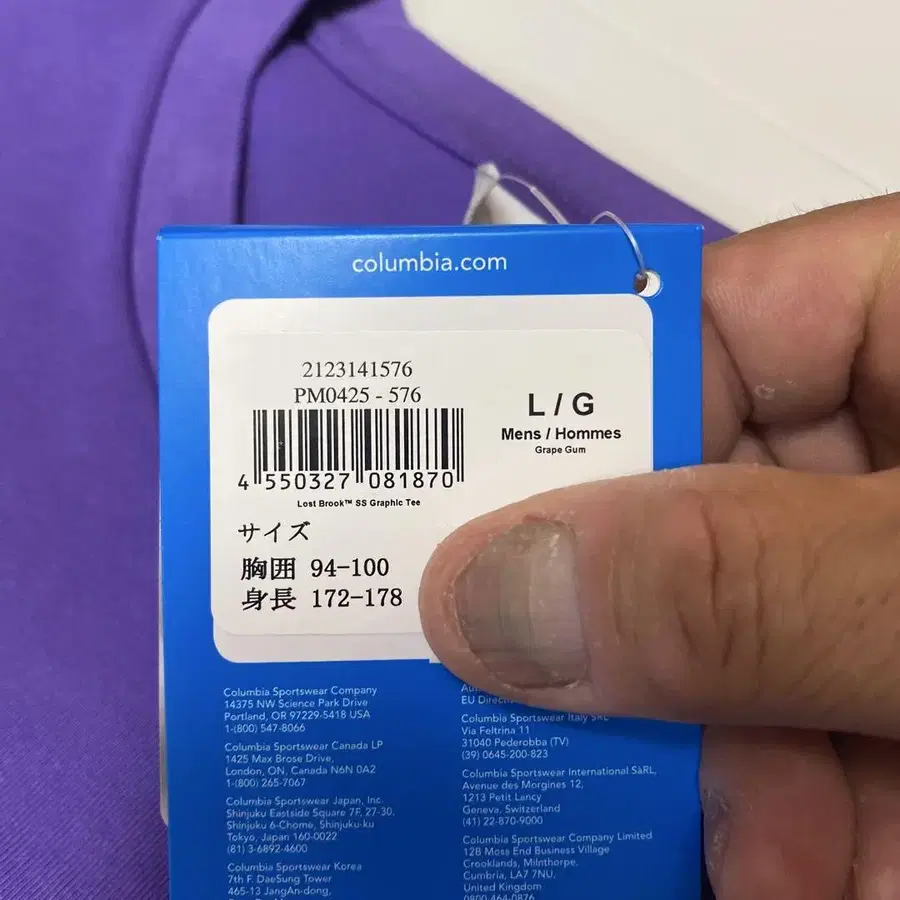 columbia.com
2123141576
PM0425 - 576
L / G
Mens / Hommes
Grape Gum
4 550327 081870
Lost Brook™ SS Graphic Tee
サイズ
胸囲 94-100
身長 172-178
Columbia Sportswear Company
14375 NW Science Park Drive
Portland, OR 97229-5418 USA
1-(800) 547-8066
Columbia Sportswear Canada LP
1425 Max Brose Drive,
London, ON, Canada N6N 0A2
1-(800) 265-7067
Columbia Sportswear Japan, Inc.
Shinjuku Eastside Square 7F, 27-30,
Shinjuku 6-Chome, Shinjuku-ku
Tokyo, Japan 160-0022
(81) 3-6892-4600
Columbia Sportswear Korea
7th F. DaeSung Tower
465-13 JangAn-dong,
EU
Columbia Sportswear Italy SRL
Via Feltrina 11
31040 Pederobba (TV)
(39) 0645-200-823
Columbia Sportswear International SàRL,
Avenue des Morgines 12,
1213 Petit Lancy
Geneva, Switzerland
(41) 22-870-9000
Columbia Sportswear Company Limited
12B Moss End Business Village
Crooklands, Milnthorpe,
Cumbria, LA7 7NU,
United Kingdom
0800-464-0876